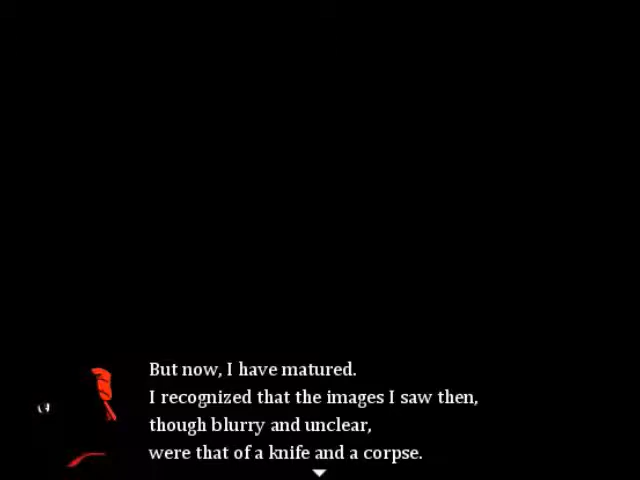 But now, I have matured.
I recognized that the images I saw then,
though blurry and unclear,
were that of a knife and a corpse.